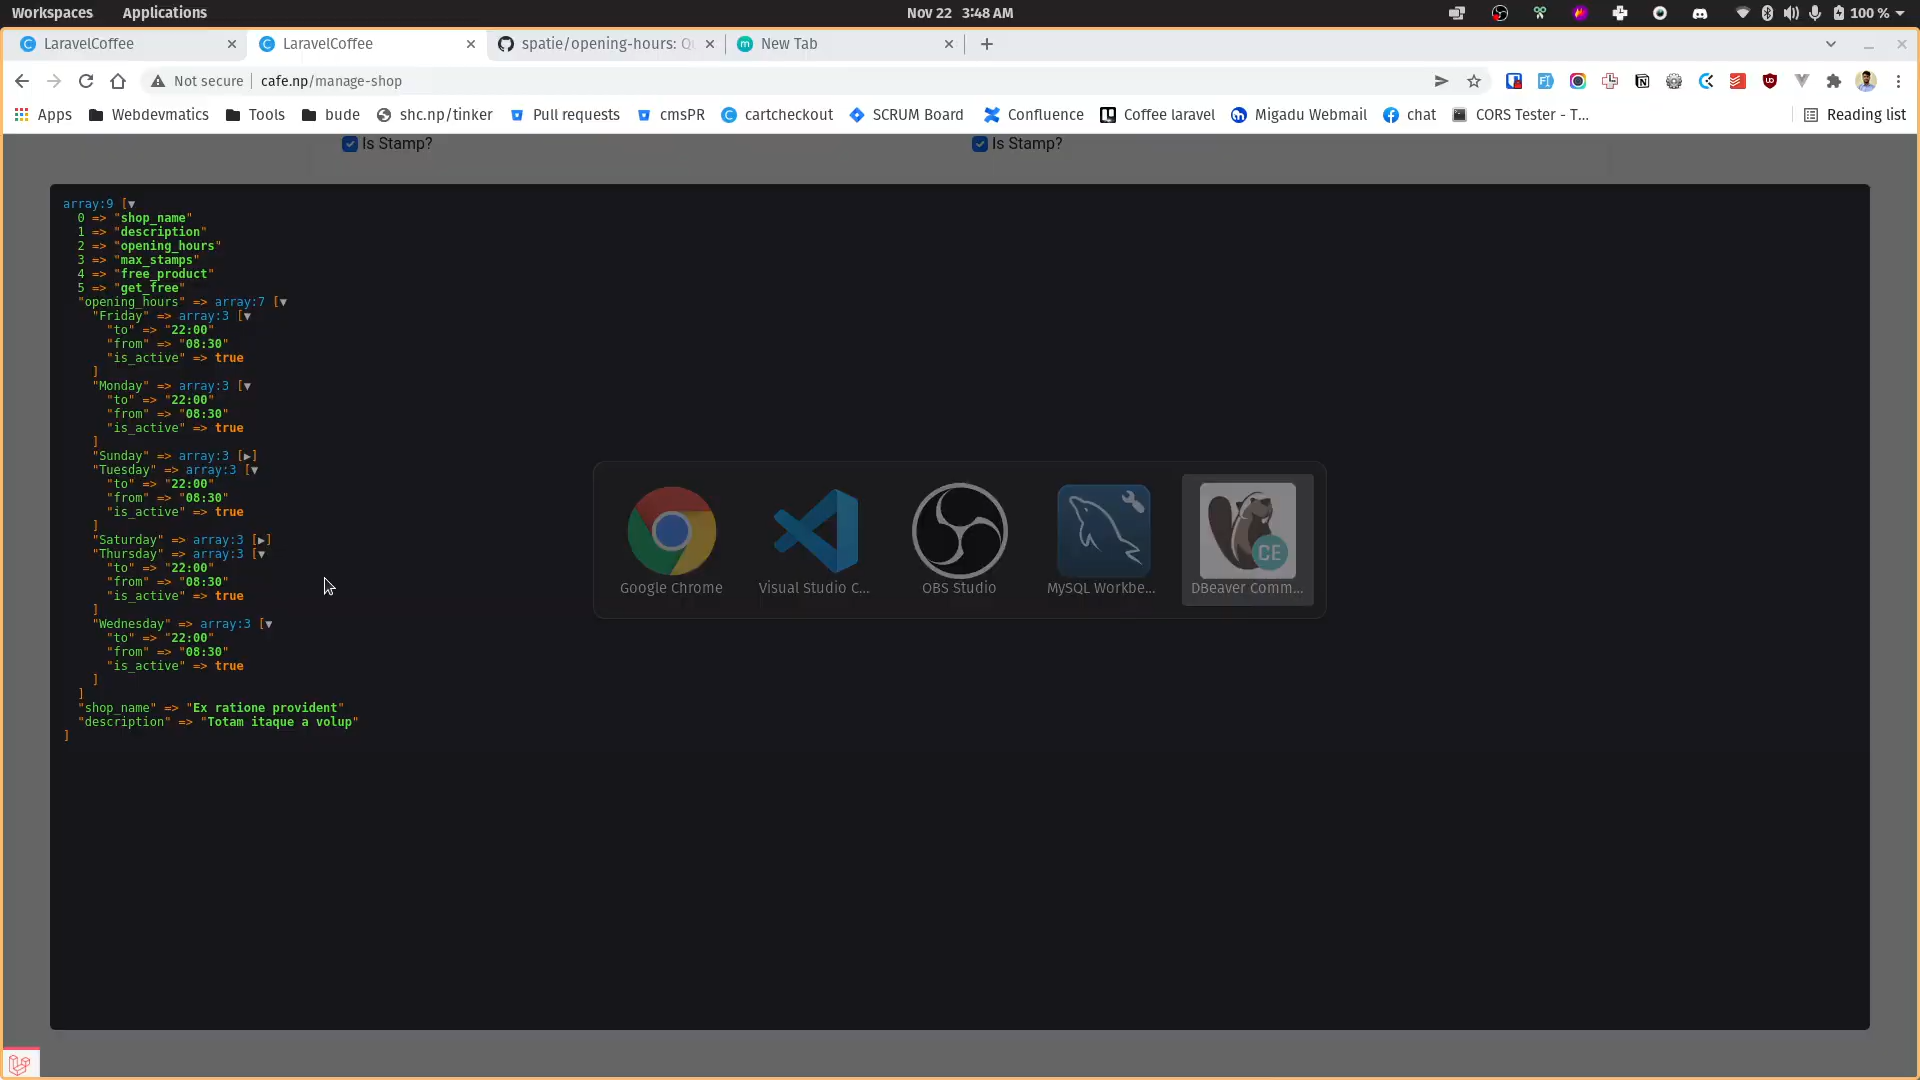 Workspaces Applications Nov 22 3:48 AM 100 %
LaravelCoffee LaravelCoffee spatie/opening-hours: Qu New Tab
Not secure cafe.np/manage-shop
Apps Webdevmatics Tools bude shc.np/tinker Pull requests cmsPR cartcheckout SCRUM Board Confluence Coffee laravel Migadu Webmail chat CORS Tester - T... Reading list
Is Stamp? Is Stamp?
array:9 [▼
0 => "shop_name"
1 => "description"
2 => "opening_hours"
3 => "max_stamps"
4 => "free_product"
5 => "get_free"
"opening_hours" => array:7 [▼
"Friday" => array:3 [▼
"to" => "22:00"
"from" => "08:30"
"is_active" => true
]
"Monday" => array:3 [▼
"to" => "22:00"
"from" => "08:30"
"is_active" => true
]
"Sunday" => array:3 [▶]
"Tuesday" => array:3 [▼
"to" => "22:00"
"from" => "08:30"
"is_active" => true
]
"Saturday" => array:3 [▶]
"Thursday" => array:3 [▼
"to" => "22:00"
"from" => "08:30"
"is_active" => true
]
"Wednesday" => array:3 [▼
"to" => "22:00"
"from" => "08:30"
"is_active" => true
]
]
"shop_name" => "Ex ratione provident"
"description" => "Totam itaque a volup"
]
CE
Google Chrome Visual Studio C... OBS Studio MySQL Workbe... DBeaver Comm...